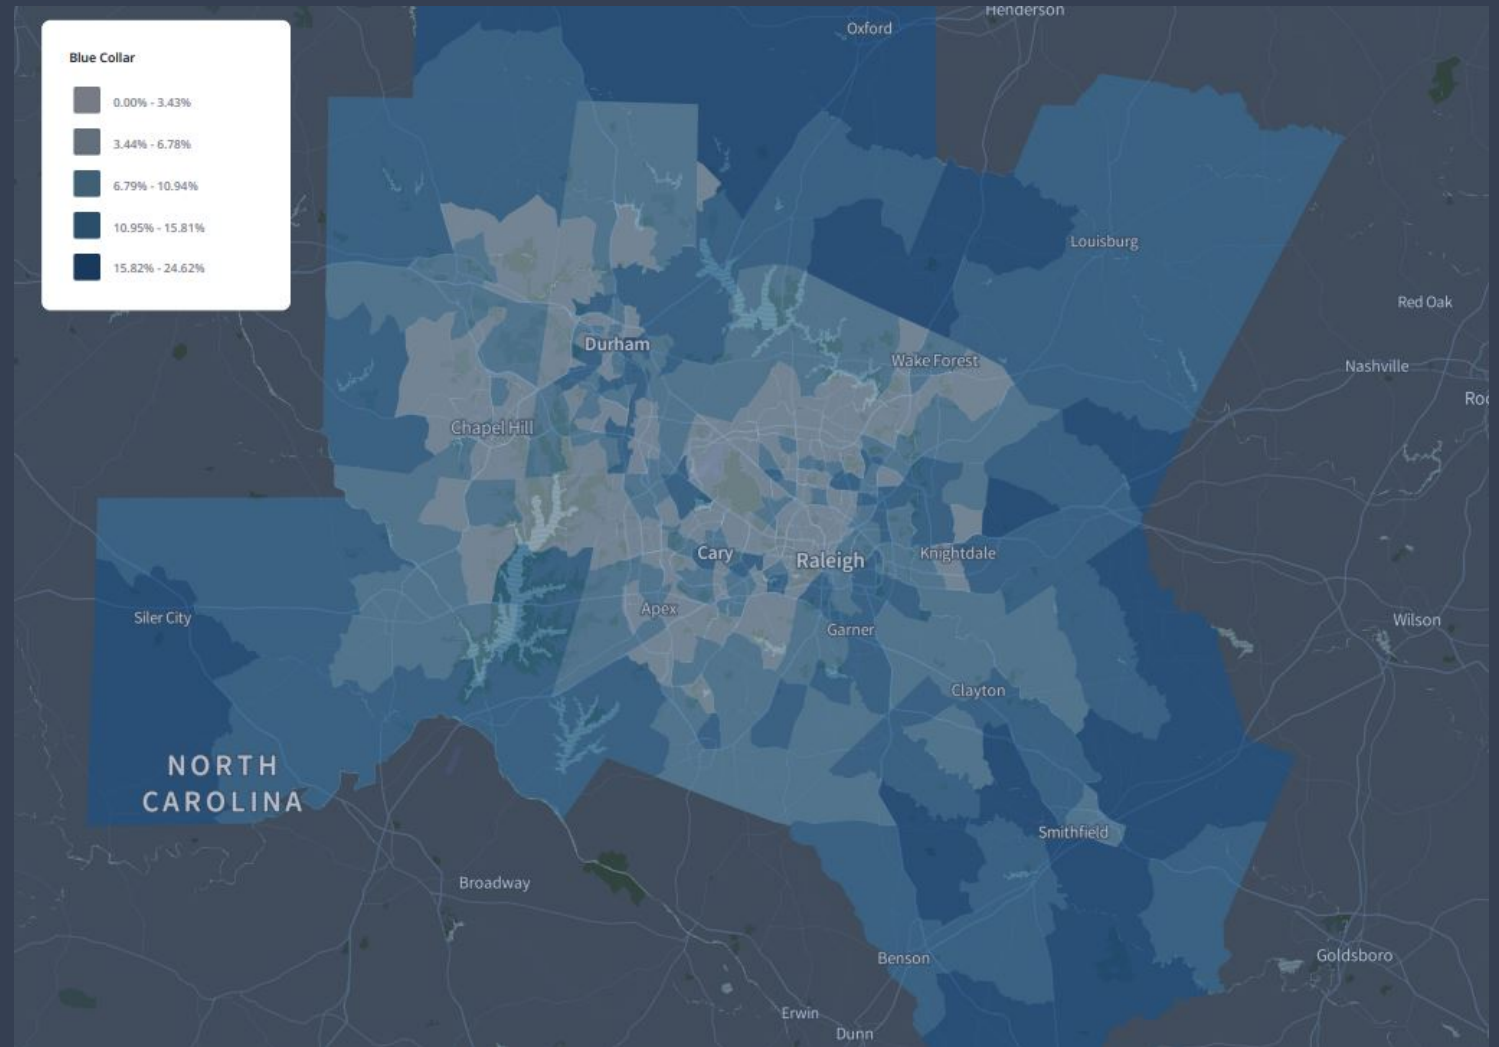 Blue Collar
0.00% - 3.43%
3.44% - 6.78%
6.79% - 10.94%
10.95% - 15.81%
15.82% - 24.62%
Henderson
Oxford
Louisburg
Red Oak
Durham
Wake Forest
Nashville
Roc
Chapel Hill
Cary
Raleigh
Knightdale
Siler City
Apex
Garner
Wilson
Clayton
NORTH
CAROLINA
Smithfield
Broadway
Benson
Goldsboro
Erwin
Dunn